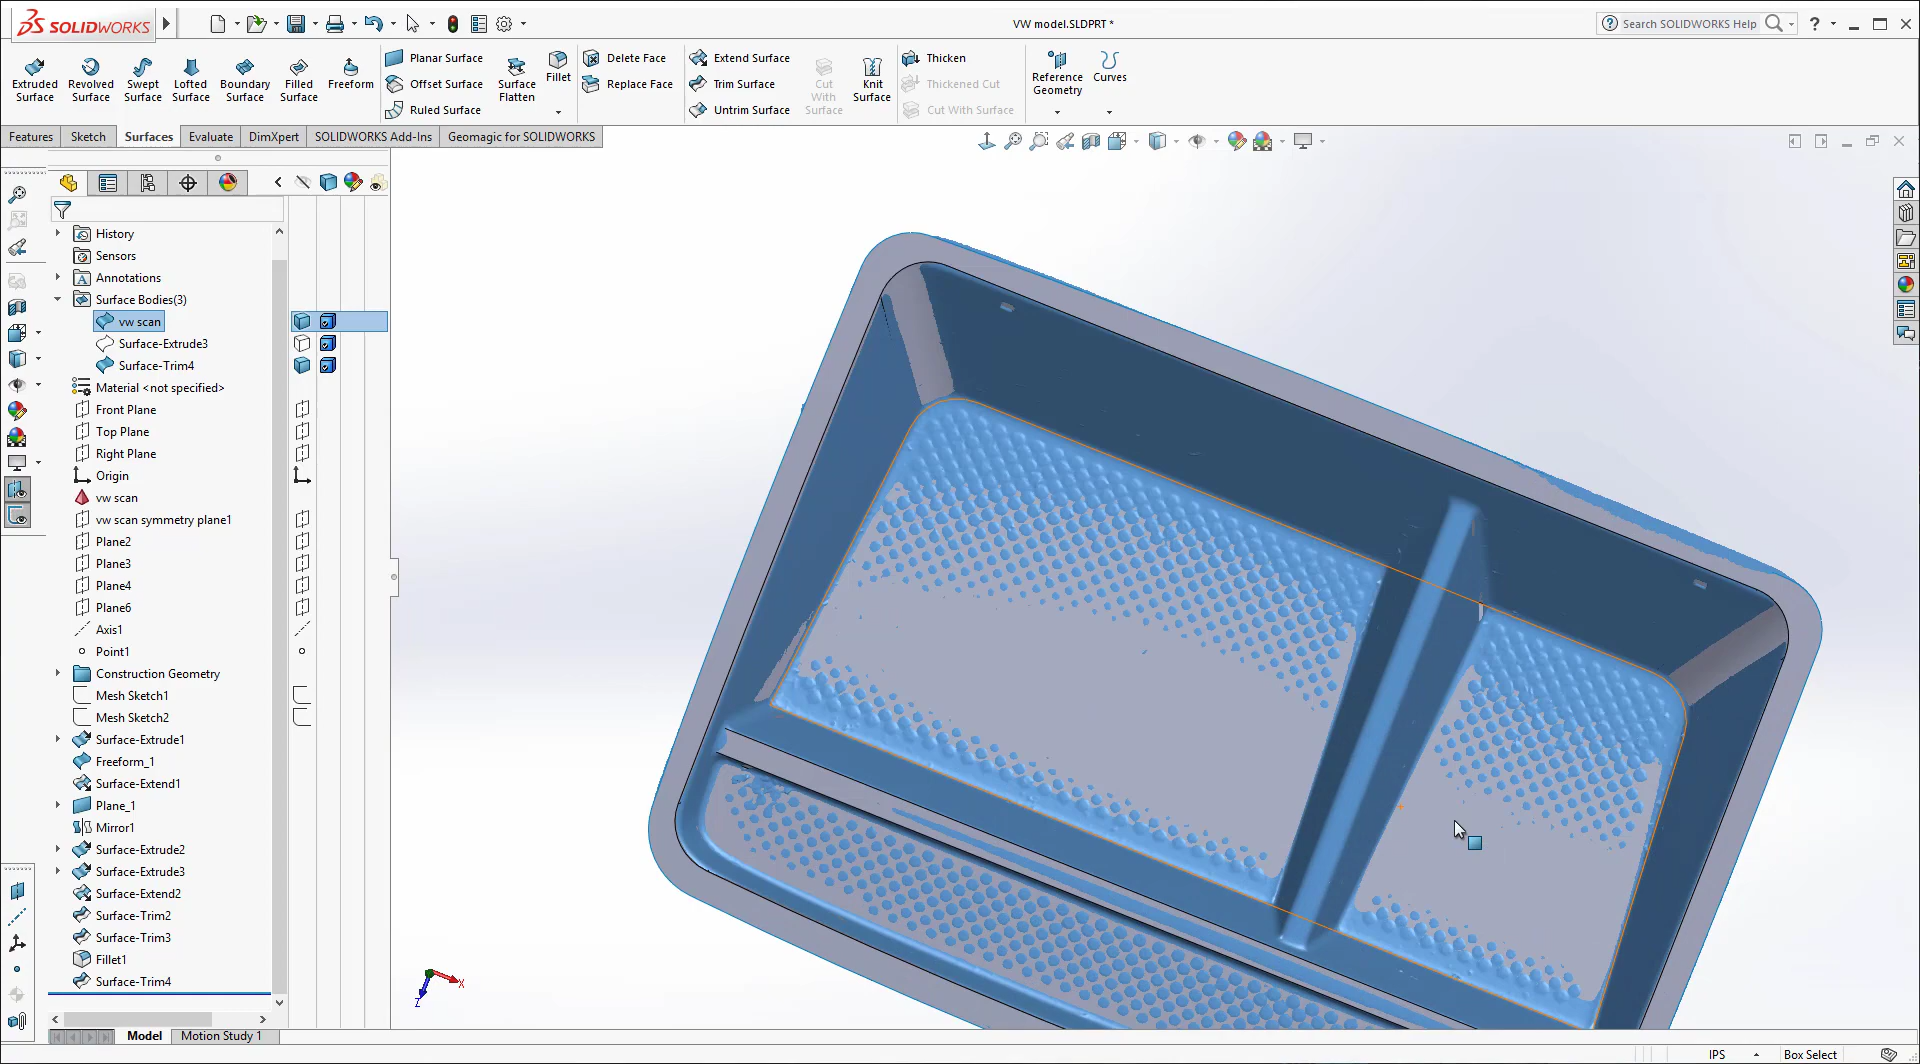 SOLIDWORKS
VW model.SLDPRT *
Search SOLIDWORKS Help
?
Extruded Surface
Revolved Surface
Swept Surface
Lofted Surface
Boundary Surface
Filled Surface
Freeform
Planar Surface
Offset Surface
Ruled Surface
Surface Flatten
Fillet
Delete Face
Replace Face
Extend Surface
Trim Surface
Untrim Surface
Cut With Surface
Knit Surface
Thicken
Thickened Cut
Cut With Surface
Reference Geometry
Curves
Features
Sketch
Surfaces
Evaluate
DimXpert
SOLIDWORKS Add-Ins
Geomagic for SOLIDWORKS
History
Sensors
Annotations
Surface Bodies(3)
vw scan
Surface-Extrude3
Surface-Trim4
Material <not specified>
Front Plane
Top Plane
Right Plane
Origin
vw scan
vw scan symmetry plane1
Plane2
Plane3
Plane4
Plane6
Axis1
Point1
Construction Geometry
Mesh Sketch1
Mesh Sketch2
Surface-Extrude1
Freeform_1
Surface-Extend1
Plane_1
Mirror1
Surface-Extrude2
Surface-Extrude3
Surface-Extend2
Surface-Trim2
Surface-Trim3
Fillet1
Surface-Trim4
X
Z
Model
Motion Study 1
IPS
Box Select